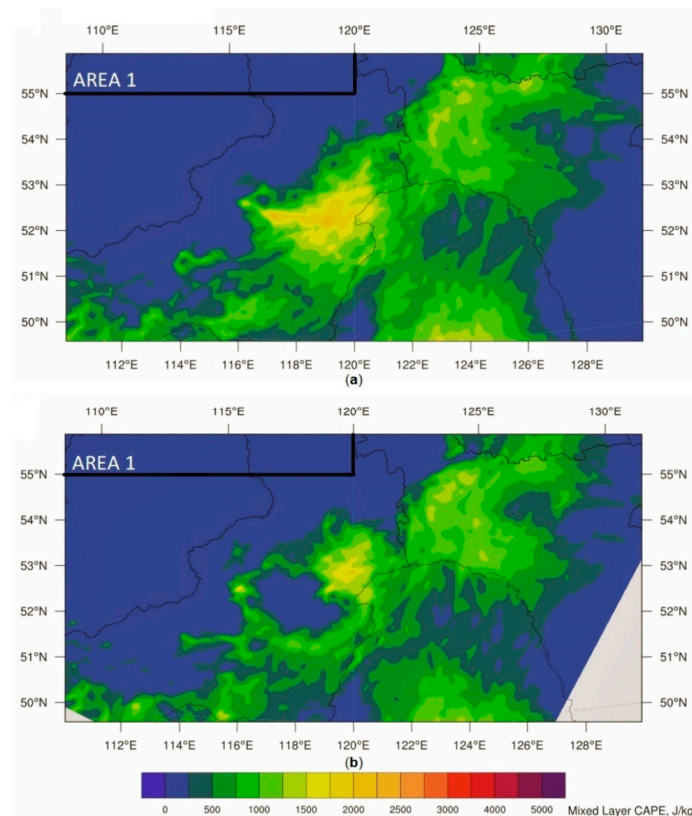 110°E 115°E 120°E 125°E 130°E
AREA 1
55°N 55°N
54°N 54°N
53°N 53°N
52°N 52°N
51°N 51°N
50°N 50°N
112°E 114°E 116°E 118°E 120°E 122°E 124°E 126°E 128°E
(a)
110°E 115°E 120°E 125°E 130°E
AREA 1
55°N 55°N
54°N 54°N
53°N 53°N
52°N 52°N
51°N 51°N
50°N 50°N
112°E 114°E 116°E 118°E 120°E 122°E 124°E 126°E 128°E
(b)
0 500 1000 1500 2000 2500 3000 4000 5000 Mixed Layer CAPE, J/kg